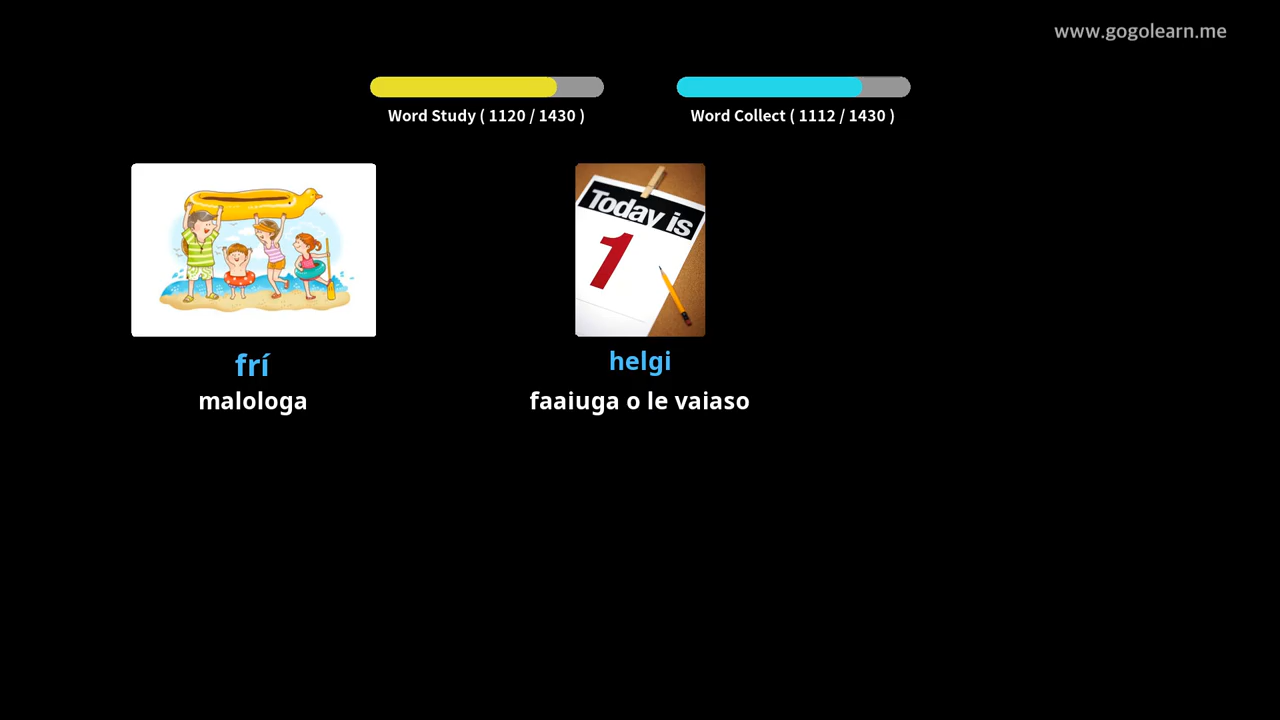 www.gogolearn.me
Word Study ( 1120 / 1430 )
Word Collect ( 1112 / 1430 )
Today is
1
frí
helgi
malologa
faaiuga o le vaiaso